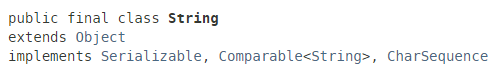 public final class String
extends Object
implements Serializable, Comparable<String>, CharSequence